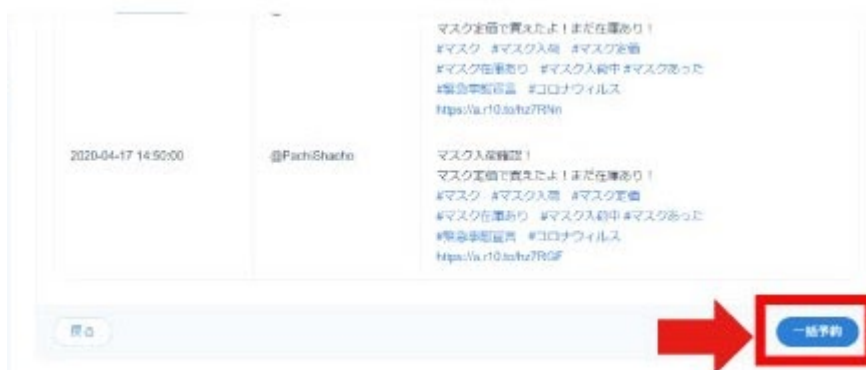 マスク定価で買えたよ！まだ在庫あり！
#マスク #マスク入荷 #マスク定価
#マスク在庫あり #マスク入荷中 #マスクあった
#緊急事態宣言 #コロナウィルス
https://a.r10.to/hz7RNn
2020-04-17 14:50:00
@PachiShacho
マスク入荷確認！
マスク定価で買えたよ！まだ在庫あり！
#マスク #マスク入荷 #マスク定価
#マスク在庫あり #マスク入荷中 #マスクあった
#緊急事態宣言 #コロナウィルス
https://a.r10.to/hz7RGF
戻る
一括予約